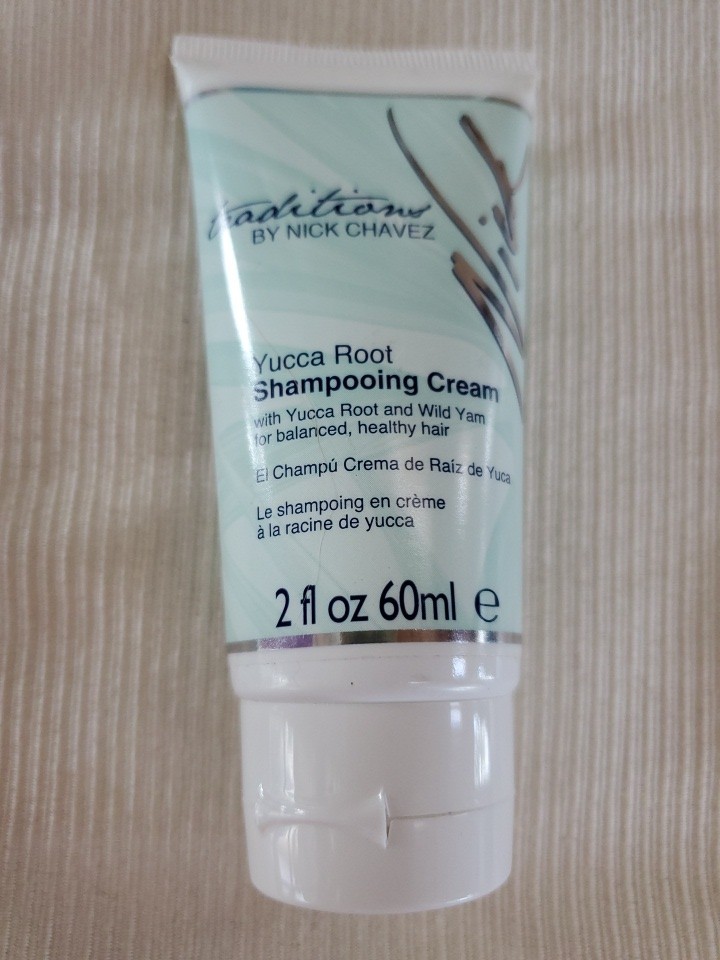 traditions
BY NICK CHAVEZ
Nick
Yucca Root
Shampooing Cream
with Yucca Root and Wild Yam
for balanced, healthy hair
El Champú Crema de Raíz de Yuca
Le shampoing en crème
à la racine de yucca
2 fl oz 60ml ℮